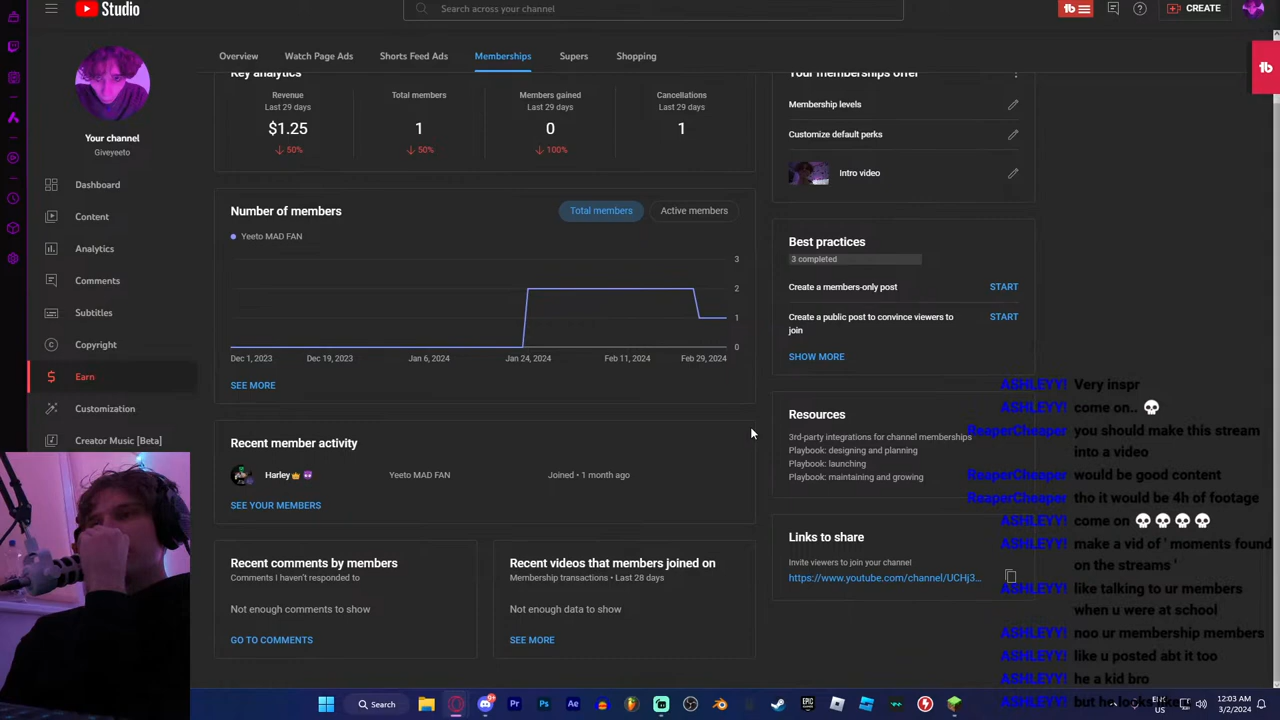 Studio
Search across your channel
CREATE
Overview
Watch Page Ads
Shorts Feed Ads
Memberships
Supers
Shopping
Your channel
Giveyeeto
Dashboard
Content
Analytics
Comments
Subtitles
Copyright
Earn
Customization
Creator Music [Beta]
Key analytics
Revenue
Last 29 days
$1.25
50%
Total members
1
50%
Members gained
Last 29 days
0
100%
Cancellations
Last 29 days
1
Number of members
Total members
Active members
Yeeto MAD FAN
3
2
1
0
Dec 1, 2023
Dec 19, 2023
Jan 6, 2024
Jan 24, 2024
Feb 11, 2024
Feb 29, 2024
SEE MORE
Recent member activity
Harley
Yeeto MAD FAN
Joined • 1 month ago
SEE YOUR MEMBERS
Recent comments by members
Comments I haven't responded to
Not enough comments to show
GO TO COMMENTS
Recent videos that members joined on
Membership transactions • Last 28 days
Not enough data to show
SEE MORE
Your memberships offer
Membership levels
Customize default perks
Intro video
Best practices
3 completed
Create a members-only post
START
Create a public post to convince viewers to
join
START
SHOW MORE
Resources
3rd-party integrations for channel memberships
Playbook: designing and planning
Playbook: launching
Playbook: maintaining and growing
Links to share
Invite viewers to join your channel
https://www.youtube.com/channel/UCHj3...
ASHLEYY! Very inspr
ASHLEYY! come on.. 💀
ReaperCheaper you should make this stream
into a video
ReaperCheaper would be good content
ReaperCheaper tho it would be 4h of footage
ASHLEYY! come on 💀💀💀💀
ASHLEYY! make a vid of ' moments found
on the streams '
ASHLEYY! like talking to ur members
when u were at school
ASHLEYY! noo ur membership members
ASHLEYY! like u posted abt it too
ASHLEYY! he a kid bro
ASHLEYY! but he looks
Search
12:03 AM
3/2/2024